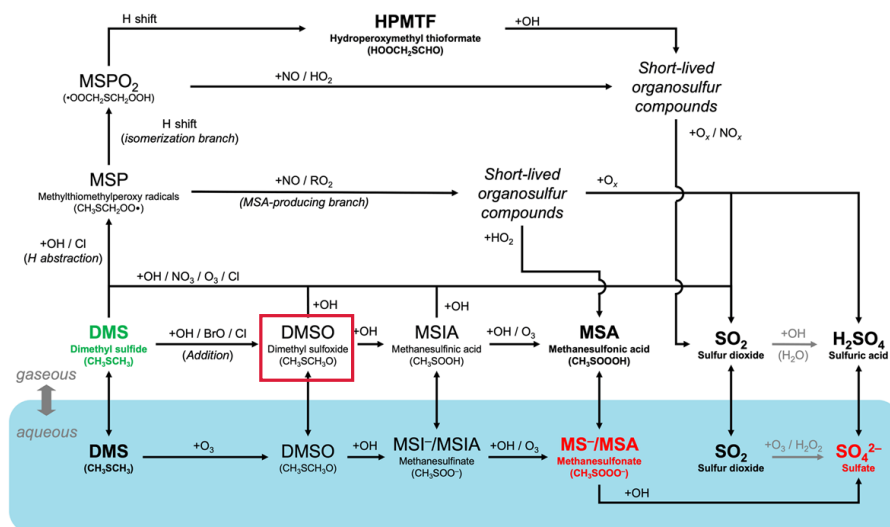 H shift
HPMTF
Hydroperoxymethyl thioformate
(HOOCH₂SCHO)
+OH
MSPO₂
(•OOCH₂SCH₂OOH)
+NO / HO₂
Short-lived
organosulfur
compounds
H shift
(isomerization branch)
+Oₓ / NOₓ
MSP
Methylthiomethylperoxy radicals
(CH₃SCH₂OO•)
+NO / RO₂
(MSA-producing branch)
Short-lived
organosulfur
compounds
+Oₓ
+HO₂
+OH / Cl
(H abstraction)
+OH / NO₃ / O₃ / Cl
+OH
+OH
DMS
Dimethyl sulfide
(CH₃SCH₃)
+OH / BrO / Cl
(Addition)
DMSO
Dimethyl sulfoxide
(CH₃SCH₃O)
+OH
MSIA
Methanesulfinic acid
(CH₃SOOH)
+OH / O₃
MSA
Methanesulfonic acid
(CH₃SOOOH)
SO₂
Sulfur dioxide
+OH
(H₂O)
H₂SO₄
Sulfuric acid
gaseous
aqueous
DMS
(CH₃SCH₃)
+O₃
DMSO
(CH₃SCH₃O)
+OH
MSI⁻/MSIA
Methanesulfinate
(CH₃SOO⁻)
+OH / O₃
MS⁻/MSA
Methanesulfonate
(CH₃SOOO⁻)
SO₂
Sulfur dioxide
+O₃ / H₂O₂
SO₄²⁻
Sulfate
+OH